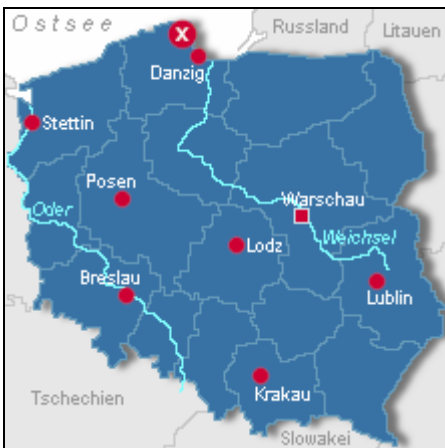 Ostsee
Russland
Litauen
X
Danzig
Stettin
Posen
Warschau
Oder
Weichsel
Lodz
Breslau
Lublin
Krakau
Tschechien
Slowakei